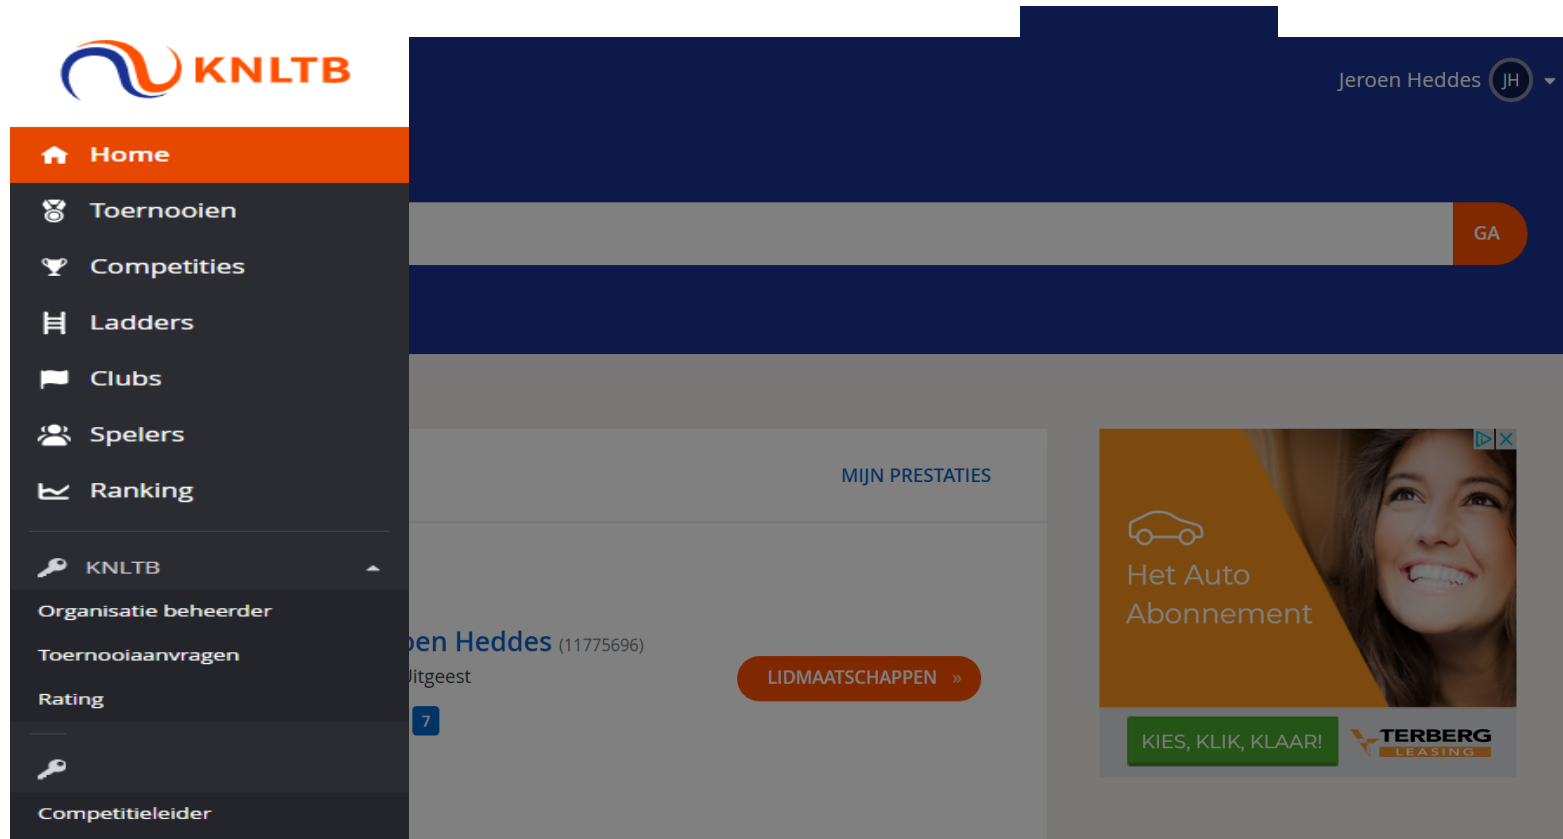 KNLTB
Jeroen Heddes JH
Home
Toernooien
Competities
GA
Ladders
Clubs
Spelers
Ranking
MIJN PRESTATIES
KNLTB
Organisatie beheerder
Toernooiaanvragen
Rating
Competitieleider
en Heddes (11775696)
Uitgeest
7
LIDMAATSCHAPPEN »
Het Auto
Abonnement
KIES, KLIK, KLAAR!
TERBERG
LEASING